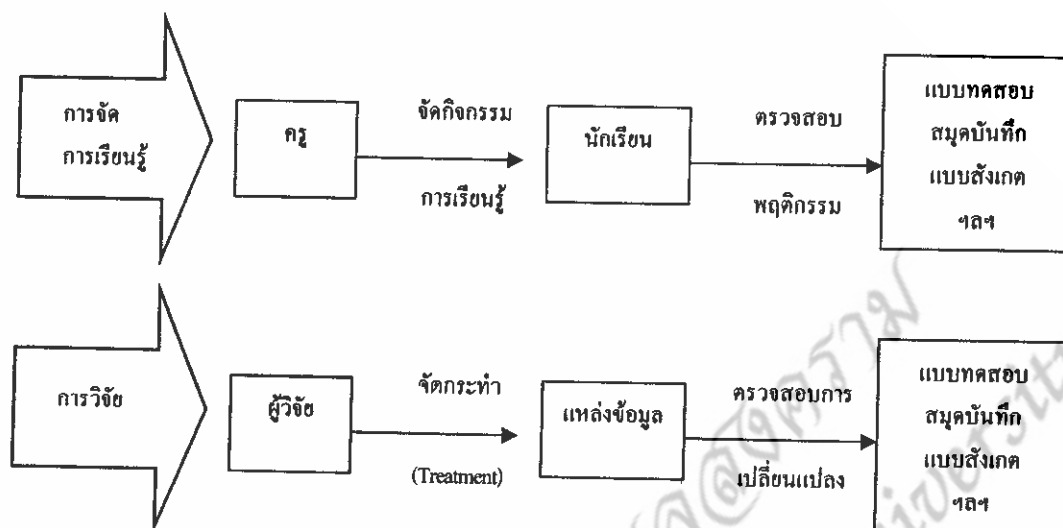 การจัด
การเรียนรู้
ครู
จัดกิจกรรม
การเรียนรู้
นักเรียน
ตรวจสอบ
พฤติกรรม
แบบทดสอบ
สมุดบันทึก
แบบสังเกต
ฯลฯ
การวิจัย
ผู้วิจัย
จัดกระทำ
(Treatment)
แหล่งข้อมูล
ตรวจสอบการ
เปลี่ยนแปลง
แบบทดสอบ
สมุดบันทึก
แบบสังเกต
ฯลฯ